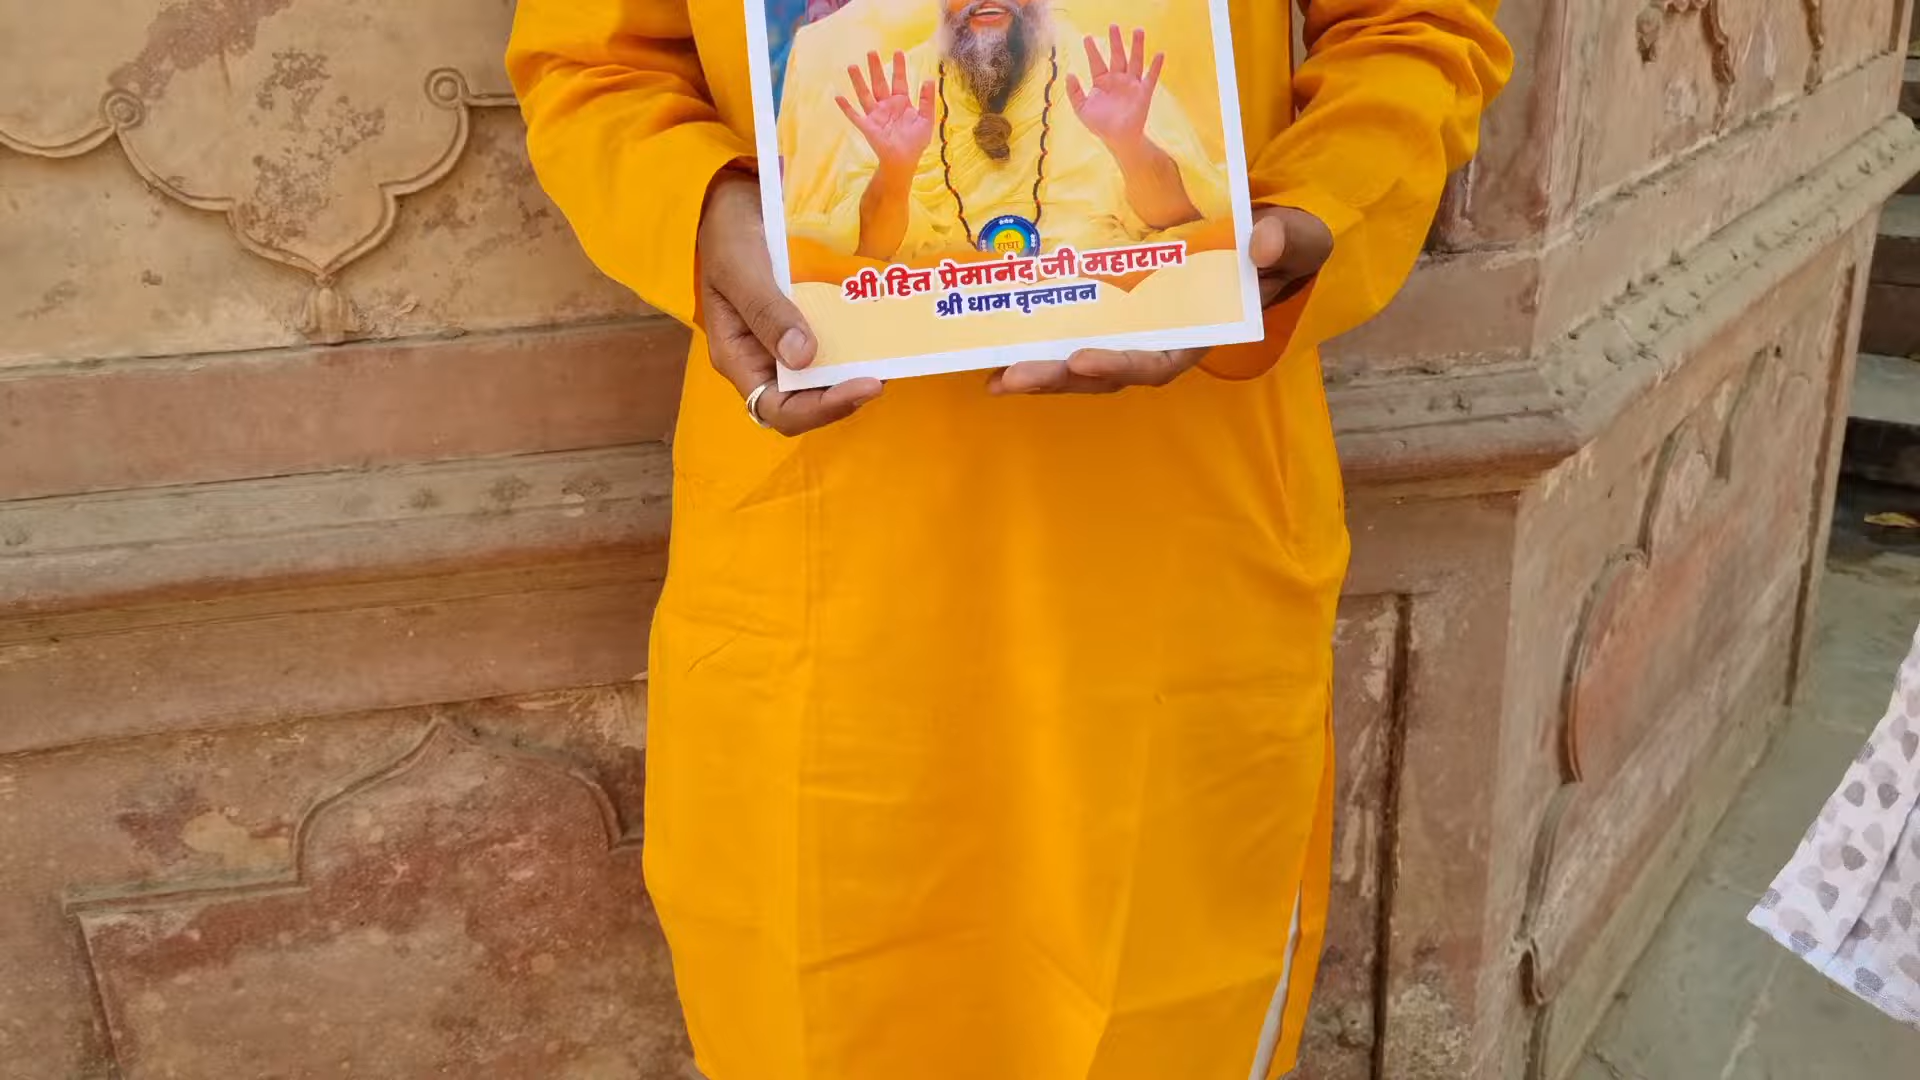 राधा
श्री हित प्रेमानंद जी महाराज
श्री धाम वृन्दावन